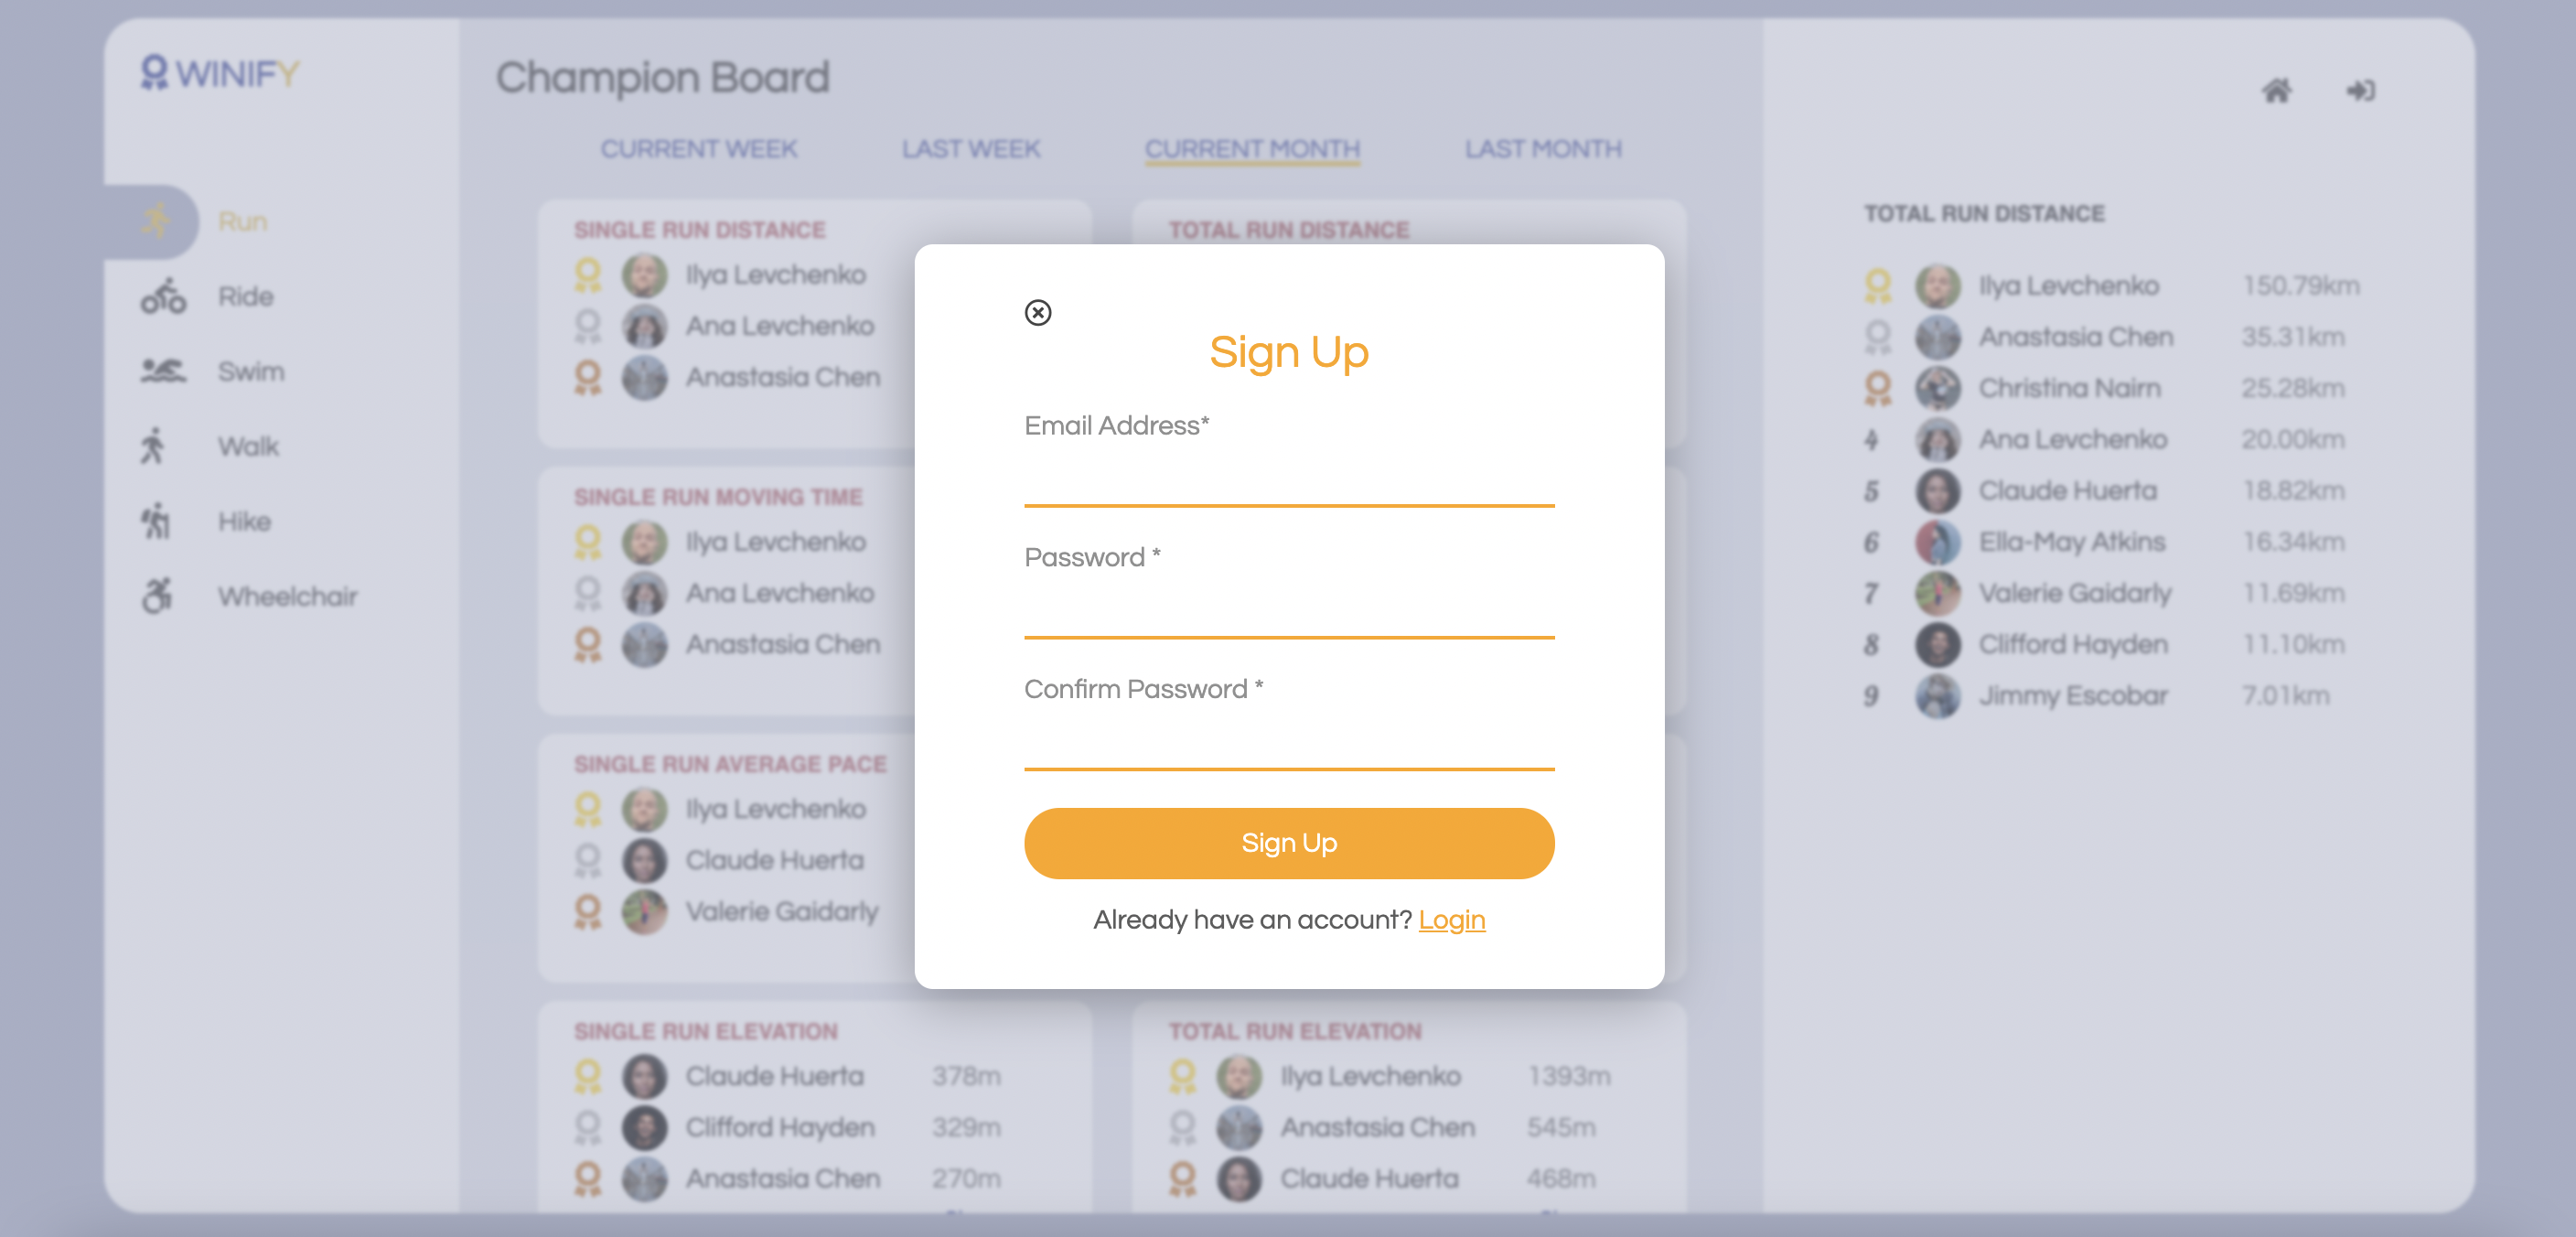 WINIFY
Run
Ride
Swim
Walk
Hike
Wheelchair
Champion Board
CURRENT WEEK
LAST WEEK
CURRENT MONTH
LAST MONTH
SINGLE RUN DISTANCE
Ilya Levchenko
Ana Levchenko
Anastasia Chen
TOTAL RUN DISTANCE
SINGLE RUN MOVING TIME
Ilya Levchenko
Ana Levchenko
Anastasia Chen
SINGLE RUN AVERAGE PACE
Ilya Levchenko
Claude Huerta
Valerie Gaidarly
SINGLE RUN ELEVATION
Claude Huerta 378m
Clifford Hayden 329m
Anastasia Chen 270m
TOTAL RUN ELEVATION
Ilya Levchenko 1393m
Anastasia Chen 545m
Claude Huerta 468m
Sign Up
Email Address*
Password *
Confirm Password *
Sign Up
Already have an account? Login
TOTAL RUN DISTANCE
Ilya Levchenko 150.79km
Anastasia Chen 35.31km
Christina Nairn 25.28km
4 Ana Levchenko 20.00km
5 Claude Huerta 18.82km
6 Ella-May Atkins 16.34km
7 Valerie Gaidarly 11.69km
8 Clifford Hayden 11.10km
9 Jimmy Escobar 7.01km